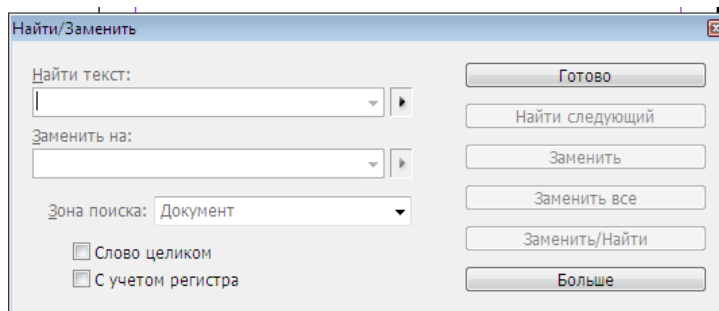 Найти/Заменить
Найти текст:
Готово
Найти следующий
Заменить на:
Заменить
Заменить все
Зона поиска: Документ
Заменить/Найти
Слово целиком
С учетом регистра
Больше